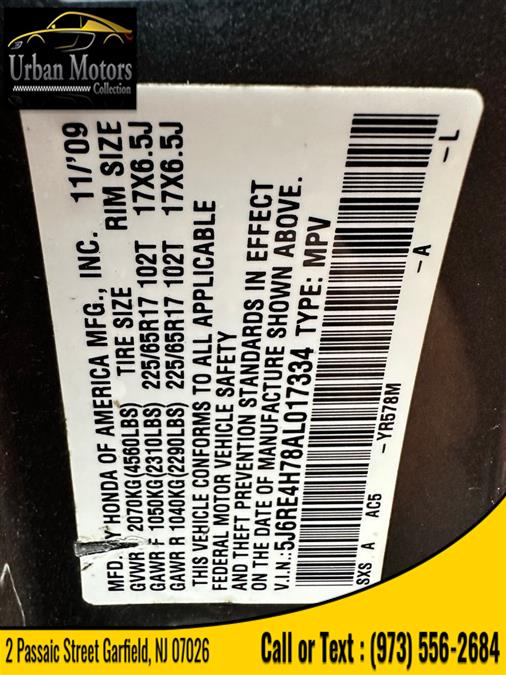 Urban Motors
Collection
MFD. BY HONDA OF AMERICA MFG., INC. 11/'09
GVWR 2070KG(4560LBS) TIRE SIZE RIM SIZE
GAWR F 1050KG(2310LBS) 225/65R17 102T 17X6.5J
GAWR R 1040KG(2290LBS) 225/65R17 102T 17X6.5J
THIS VEHICLE CONFORMS TO ALL APPLICABLE
FEDERAL MOTOR VEHICLE SAFETY
AND THEFT PREVENTION STANDARDS IN EFFECT
ON THE DATE OF MANUFACTURE SHOWN ABOVE.
V.I.N.:5J6RE4H78AL017334 TYPE: MPV
SXS A AC5 -YR578M -A -L
2 Passaic Street Garfield, NJ 07026
Call or Text : (973) 556-2684